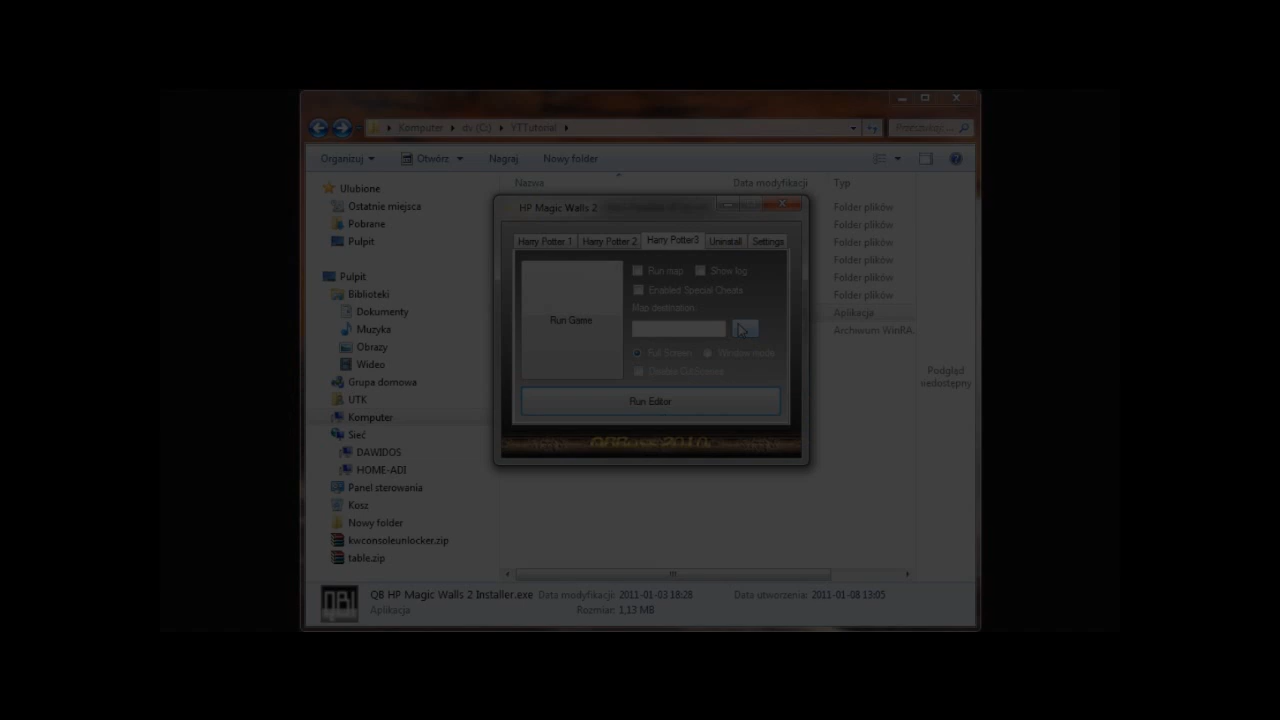 Komputer dv (C:) YTTutorial Przeszukaj: ...
Organizuj Otwórz Nagraj Nowy folder
Ulubione
Ostatnie miejsca
Pobrane
Pulpit
Pulpit
Biblioteki
Dokumenty
Muzyka
Obrazy
Wideo
Grupa domowa
UTK
Komputer
Sieć
DAWIDOS
HOME-ADI
Panel sterowania
Kosz
Nowy folder
kwconsoleunlocker.zip
table.zip
Nazwa Data modyfikacji Typ
Folder plików
Folder plików
Folder plików
Folder plików
Folder plików
Folder plików
Aplikacja
Archiwum WinRA...
Podgląd
niedostępny
HP Magic Walls 2
Harry Potter 1 Harry Potter 2 Harry Potter3 Uninstall Settings
Run Game
Run map Show log
Enabled Special Cheats
Map destination:
Full Screen Window mode
Run Editor
QB HP Magic Walls 2 Installer.exe Data modyfikacji: 2011-01-03 18:28 Data utworzenia: 2011-01-08 13:05
Aplikacja Rozmiar: 1,13 MB